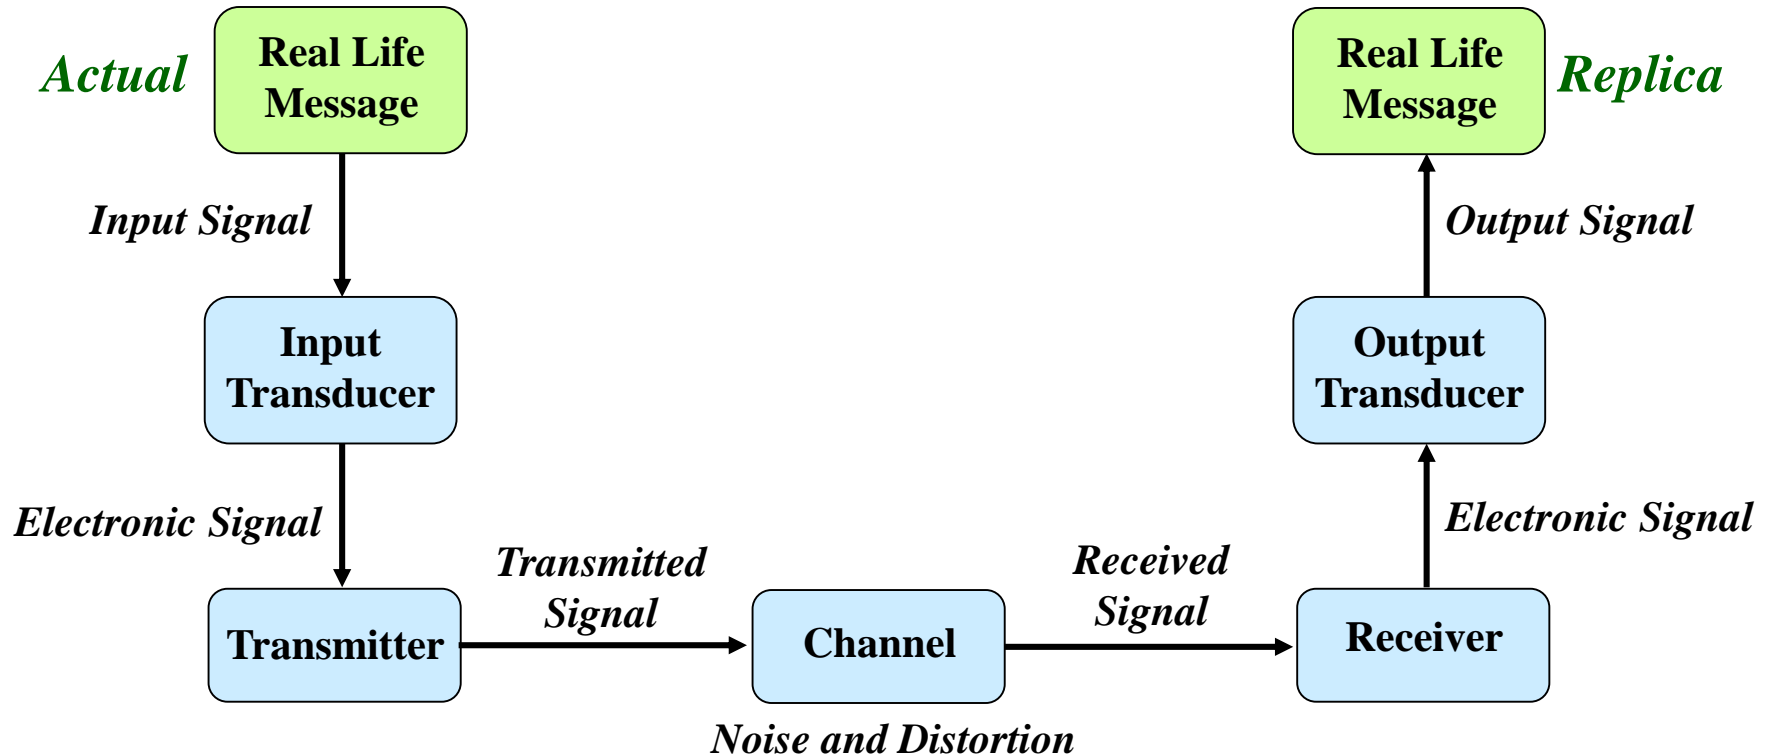 Actual
Real Life
Message
Input Signal
Input
Transducer
Electronic Signal
Transmitter
Transmitted
Signal
Channel
Noise and Distortion
Received
Signal
Receiver
Electronic Signal
Output
Transducer
Output Signal
Real Life
Message
Replica